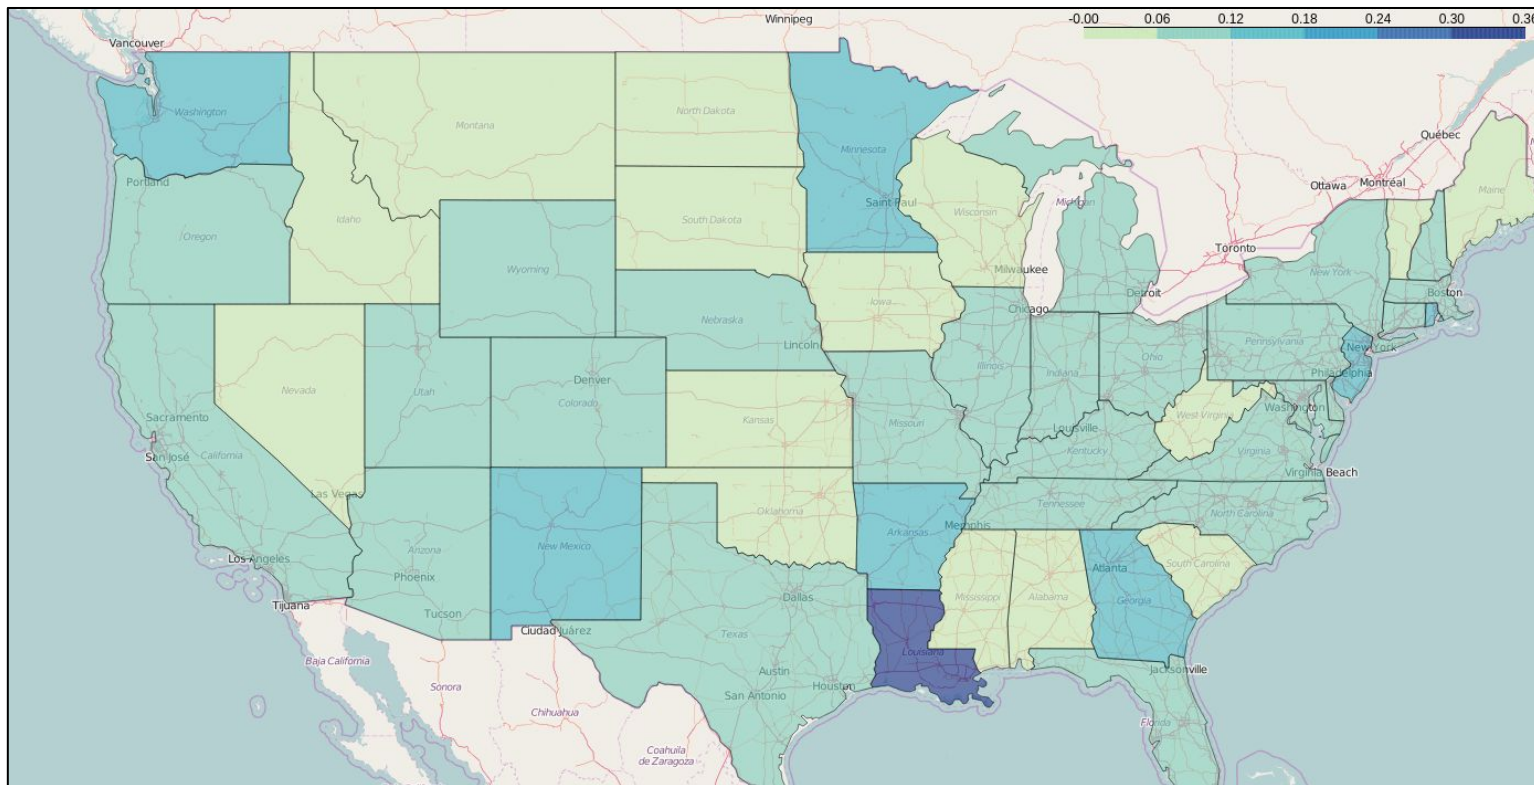 Winnipeg
-0.00 0.06 0.12 0.18 0.24 0.30 0.36
Vancouver
Washington
Montana
North Dakota
Minnesota
Québec
Portland
Saint Paul
Ottawa
Montréal
Maine
Idaho
South Dakota
Wisconsin
Michigan
Oregon
Toronto
Wyoming
Milwaukee
New York
Detroit
Boston
Iowa
Chicago
Nebraska
Lincoln
Pennsylvania
New York
Ohio
Illinois
Indiana
Philadelphia
Denver
Nevada
Utah
Colorado
Sacramento
Kansas
Missouri
Louisville
West Virginia
Washington
San José
California
Kentucky
Virginia
Virginia Beach
Las Vegas
Oklahoma
Tennessee
North Carolina
Memphis
Arkansas
New Mexico
Arizona
Los Angeles
Phoenix
South Carolina
Atlanta
Dallas
Mississippi
Alabama
Georgia
Tijuana
Tucson
Ciudad Juárez
Texas
Louisiana
Baja California
Sonora
Austin
Houston
San Antonio
Jacksonville
Chihuahua
Florida
Coahuila
de Zaragoza